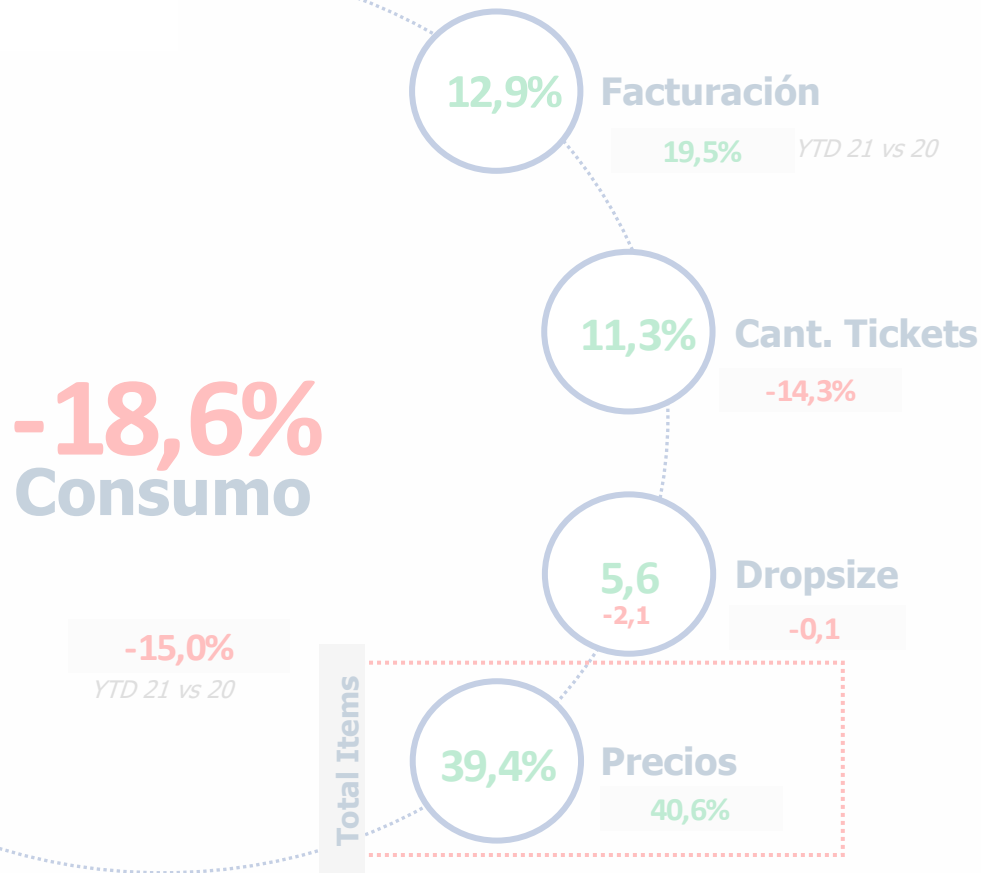 12,9%
Facturación
19,5%
YTD 21 vs 20
11,3%
Cant. Tickets
-14,3%
-18,6%
Consumo
5,6
-2,1
Dropsize
-0,1
-15,0%
YTD 21 vs 20
Total Items
39,4%
Precios
40,6%